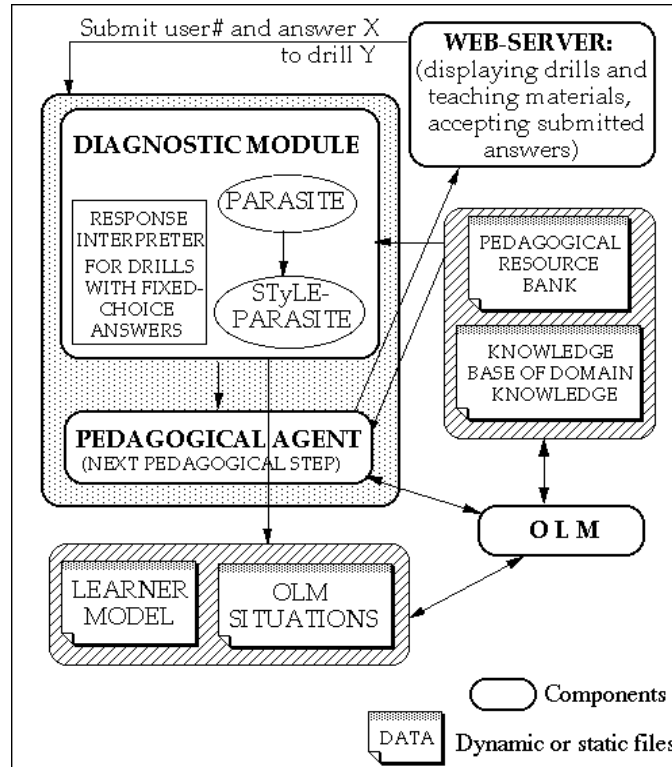 Submit user# and answer X
to drill Y
WEB-SERVER:
(displaying drills and
teaching materials,
accepting submitted
answers)
DIAGNOSTIC MODULE
RESPONSE
INTERPRETER
FOR DRILLS
WITH FIXED-
CHOICE
ANSWERS
PARASITE
STyLE-
PARASITE
PEDAGOGICAL
RESOURCE
BANK
KNOWLEDGE
BASE OF DOMAIN
KNOWLEDGE
PEDAGOGICAL AGENT
(NEXT PEDAGOGICAL STEP)
O L M
LEARNER
MODEL
OLM
SITUATIONS
Components
DATA
Dynamic or static files